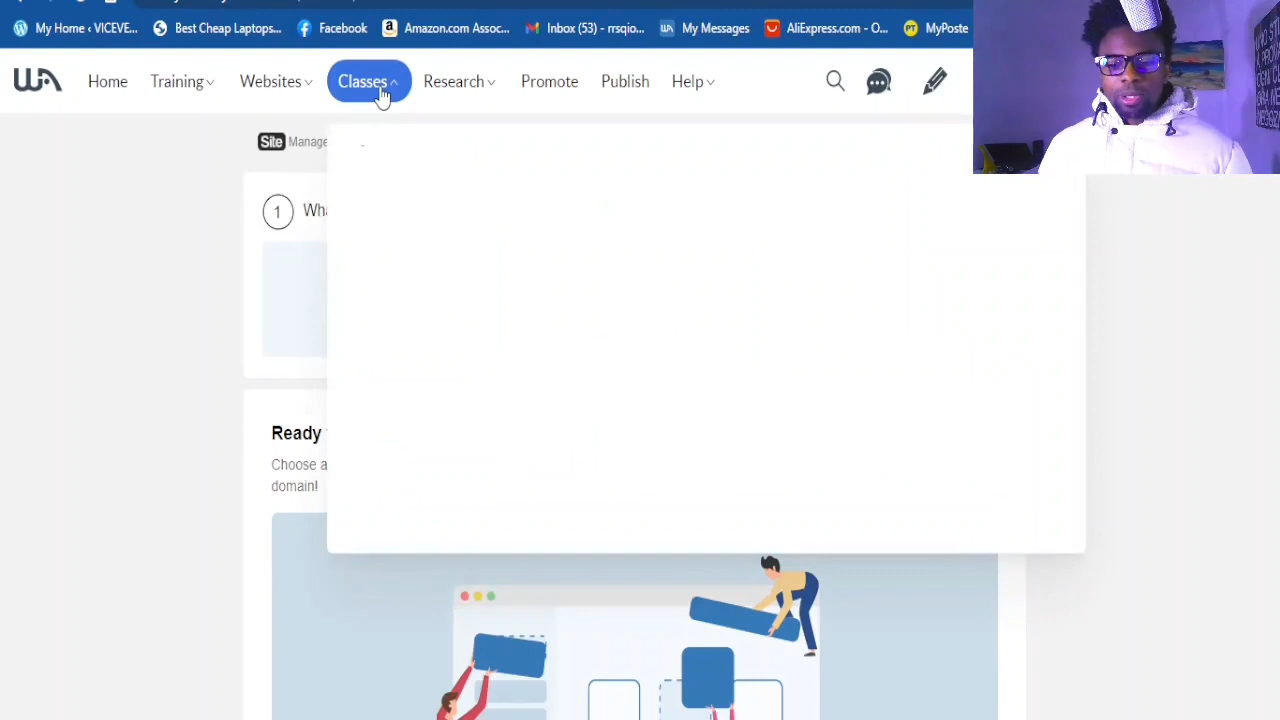 My Home ‹ VICEVE... Best Cheap Laptops... Facebook Amazon.com Assoc... Inbox (53) - rrsqio... My Messages AliExpress.com - O... MyPoste
WA Home Training Websites Classes Research Promote Publish Help
Site Manage
1 Wha
Ready
Choose a
domain!